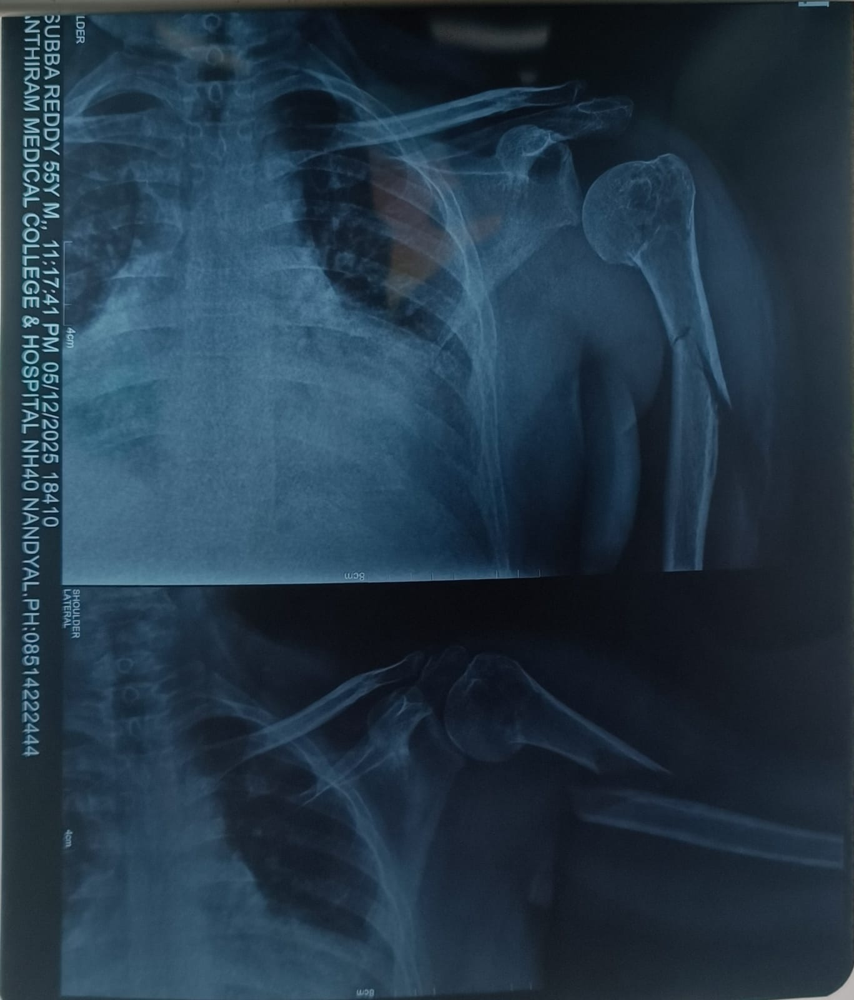 LDER
SUBBA REDDY 55Y M,, 11:17:41 PM 05/12/2025 18410
ANTHIRAM MEDICAL COLLEGE & HOSPITAL NH40 NANDYAL,PH:08514222444
4cm
8cm
SHOULDER
LATERAL
4cm
8cm